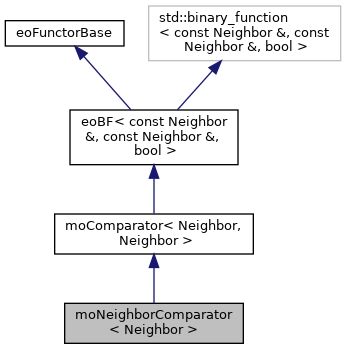 eoFunctorBase
std::binary_function
< const Neighbor &, const
Neighbor &, bool >
eoBF< const Neighbor
&, const Neighbor &,
bool >
moComparator< Neighbor,
Neighbor >
moNeighborComparator
< Neighbor >